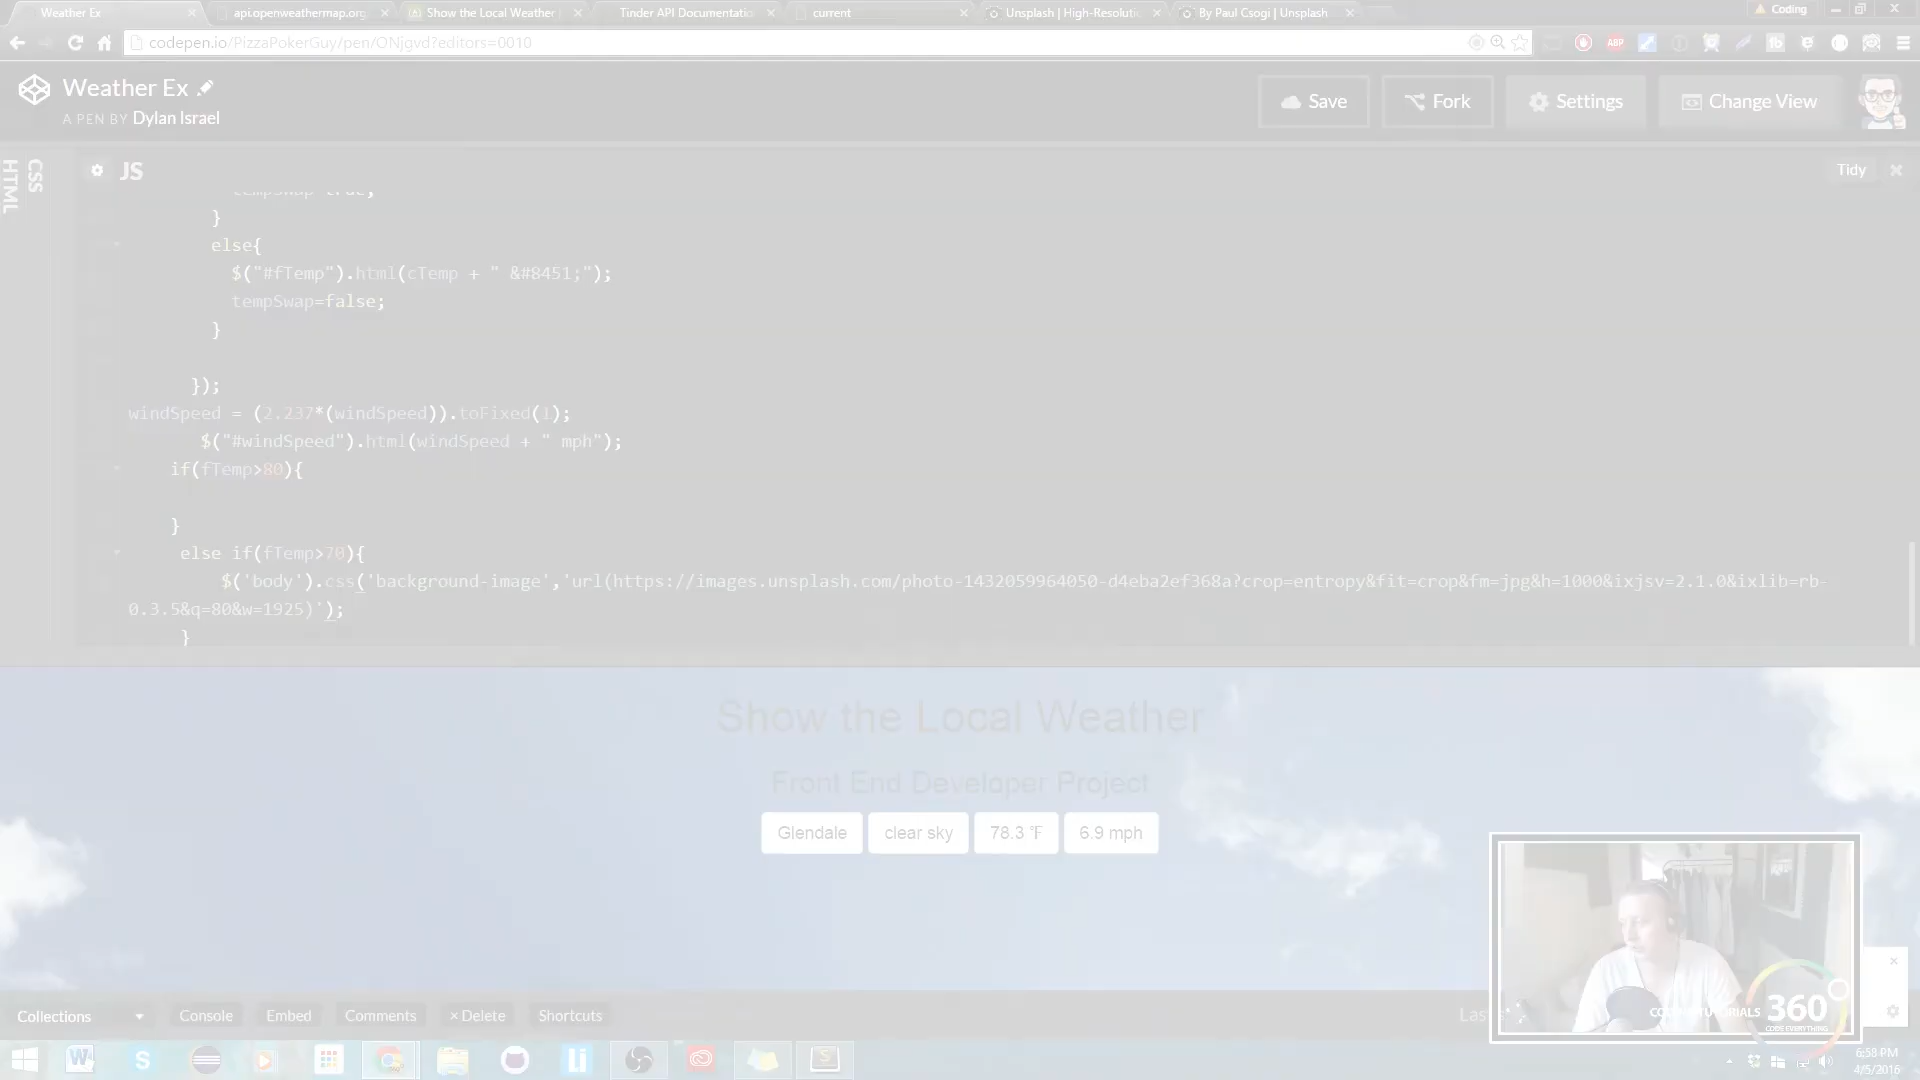 Weather Ex
api.openweathermap.org
Show the Local Weather
Tinder API Documentatio
current
Unsplash | High-Resoluti
By Paul Csogi | Unsplash
Coding
codepen.io/PizzaPokerGuy/pen/ONjgvd?editors=0010
Weather Ex
A PEN BY Dylan Israel
Save
Fork
Settings
Change View
HTML
CSS
JS
Tidy
}
else{
$("#fTemp").html(cTemp + " &#8451;");
tempSwap=false;
}
});
windSpeed = (2.237*(windSpeed)).toFixed(1);
$("#windSpeed").html(windSpeed + " mph");
if(fTemp>80){
}
else if(fTemp>70){
$('body').css('background-image','url(https://images.unsplash.com/photo-1432059964050-d4eba2ef368a?crop=entropy&fit=crop&fm=jpg&h=1000&ixjsv=2.1.0&ixlib=rb-
0.3.5&q=80&w=1925)');
}
Show the Local Weather
Front End Developer Project
Glendale
clear sky
78.3 ℉
6.9 mph
Collections
Console
Embed
Comments
× Delete
Shortcuts
360
CODE EVERYTHING
6:58 PM
4/5/2016